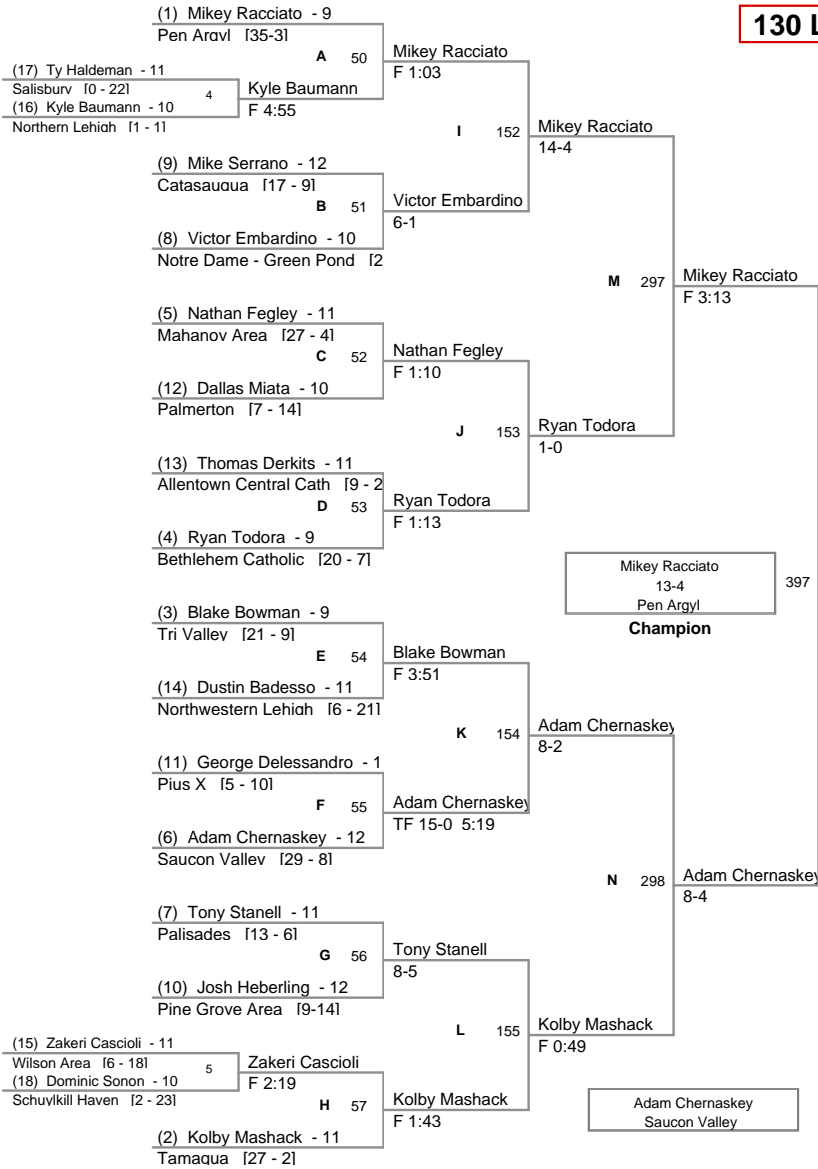 130 L
(1) Mikey Racciato - 9
Pen Argyl [35-3]
A 50
Mikey Racciato
F 1:03
(17) Ty Haldeman - 11
Salisbury [0 - 22]
4
Kyle Baumann
F 4:55
(16) Kyle Baumann - 10
Northern Lehigh [1 - 1]
I 152
Mikey Racciato
14-4
(9) Mike Serrano - 12
Catasauqua [17 - 9]
B 51
Victor Embardino
6-1
(8) Victor Embardino - 10
Notre Dame - Green Pond [2
M 297
Mikey Racciato
F 3:13
(5) Nathan Fegley - 11
Mahanoy Area [27 - 4]
C 52
Nathan Fegley
F 1:10
(12) Dallas Miata - 10
Palmerton [7 - 14]
J 153
Ryan Todora
1-0
(13) Thomas Derkits - 11
Allentown Central Cath [9 - 2
D 53
Ryan Todora
F 1:13
(4) Ryan Todora - 9
Bethlehem Catholic [20 - 7]
Mikey Racciato
13-4
Pen Argyl
397
Champion
(3) Blake Bowman - 9
Tri Valley [21 - 9]
E 54
Blake Bowman
F 3:51
(14) Dustin Badesso - 11
Northwestern Lehigh [6 - 21]
K 154
Adam Chernaskey
8-2
(11) George Delessandro - 1
Pius X [5 - 10]
F 55
Adam Chernaskey
TF 15-0 5:19
(6) Adam Chernaskey - 12
Saucon Valley [29 - 8]
N 298
Adam Chernaskey
8-4
(7) Tony Stanell - 11
Palisades [13 - 6]
G 56
Tony Stanell
8-5
(10) Josh Heberling - 12
Pine Grove Area [9-14]
L 155
Kolby Mashack
F 0:49
(15) Zakeri Cascioli - 11
Wilson Area [6 - 18]
5
Zakeri Cascioli
F 2:19
(18) Dominic Sonon - 10
Schuylkill Haven [2 - 23]
H 57
Kolby Mashack
F 1:43
(2) Kolby Mashack - 11
Tamaqua [27 - 2]
Adam Chernaskey
Saucon Valley